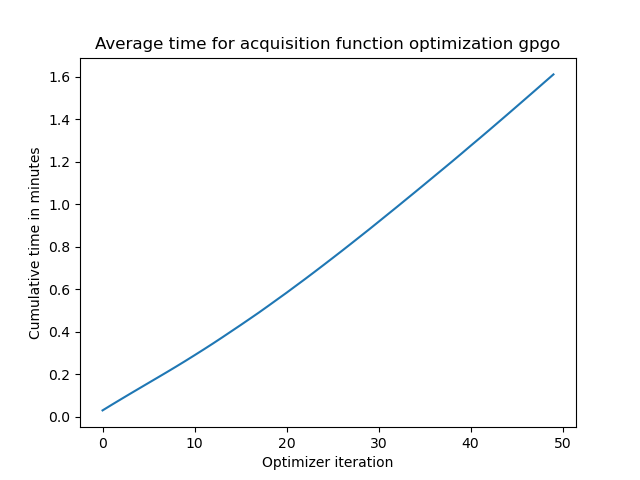 Average time for acquisition function optimization gpgo
1.6
1.4
1.2
1.0
0.8
0.6
0.4
0.2
0.0
Cumulative time in minutes
0 10 20 30 40 50
Optimizer iteration